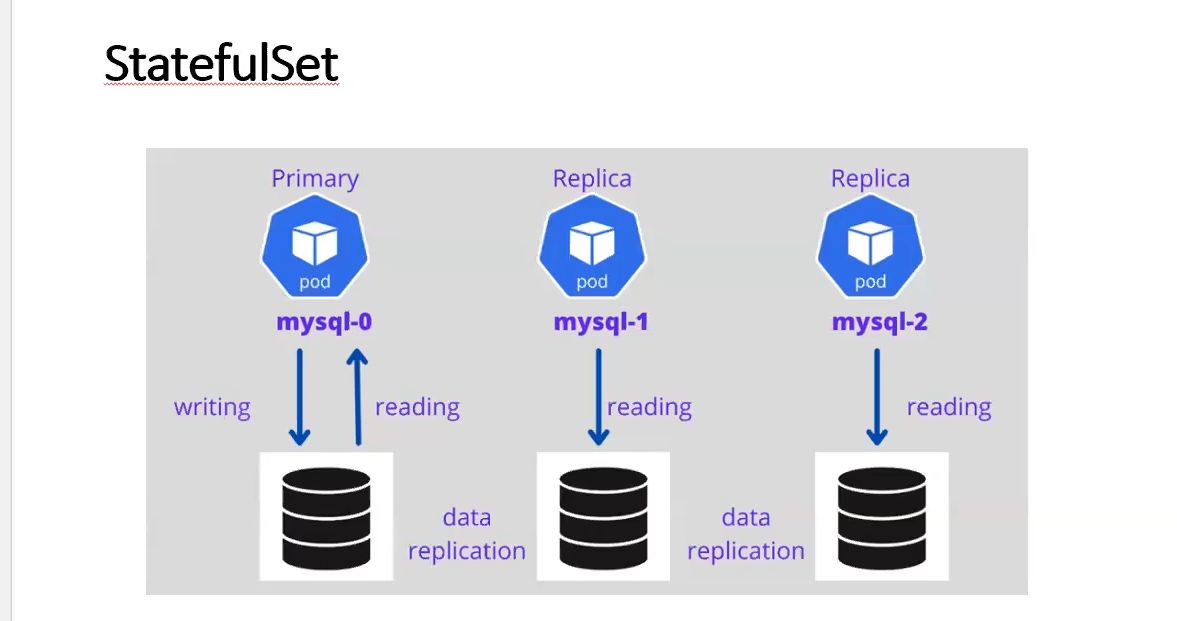 StatefulSet
Primary
Replica
Replica
pod
pod
pod
mysql-0
mysql-1
mysql-2
writing
reading
reading
reading
data
replication
data
replication